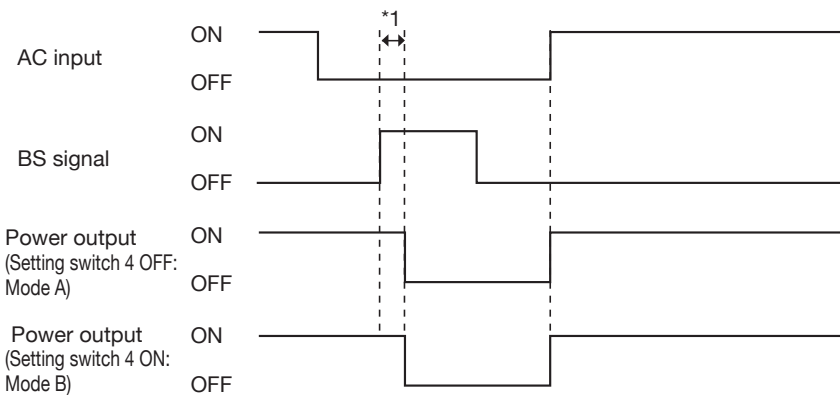 *1
AC input
ON
OFF
BS signal
ON
OFF
Power output
(Setting switch 4 OFF:
Mode A)
ON
OFF
Power output
(Setting switch 4 ON:
Mode B)
ON
OFF